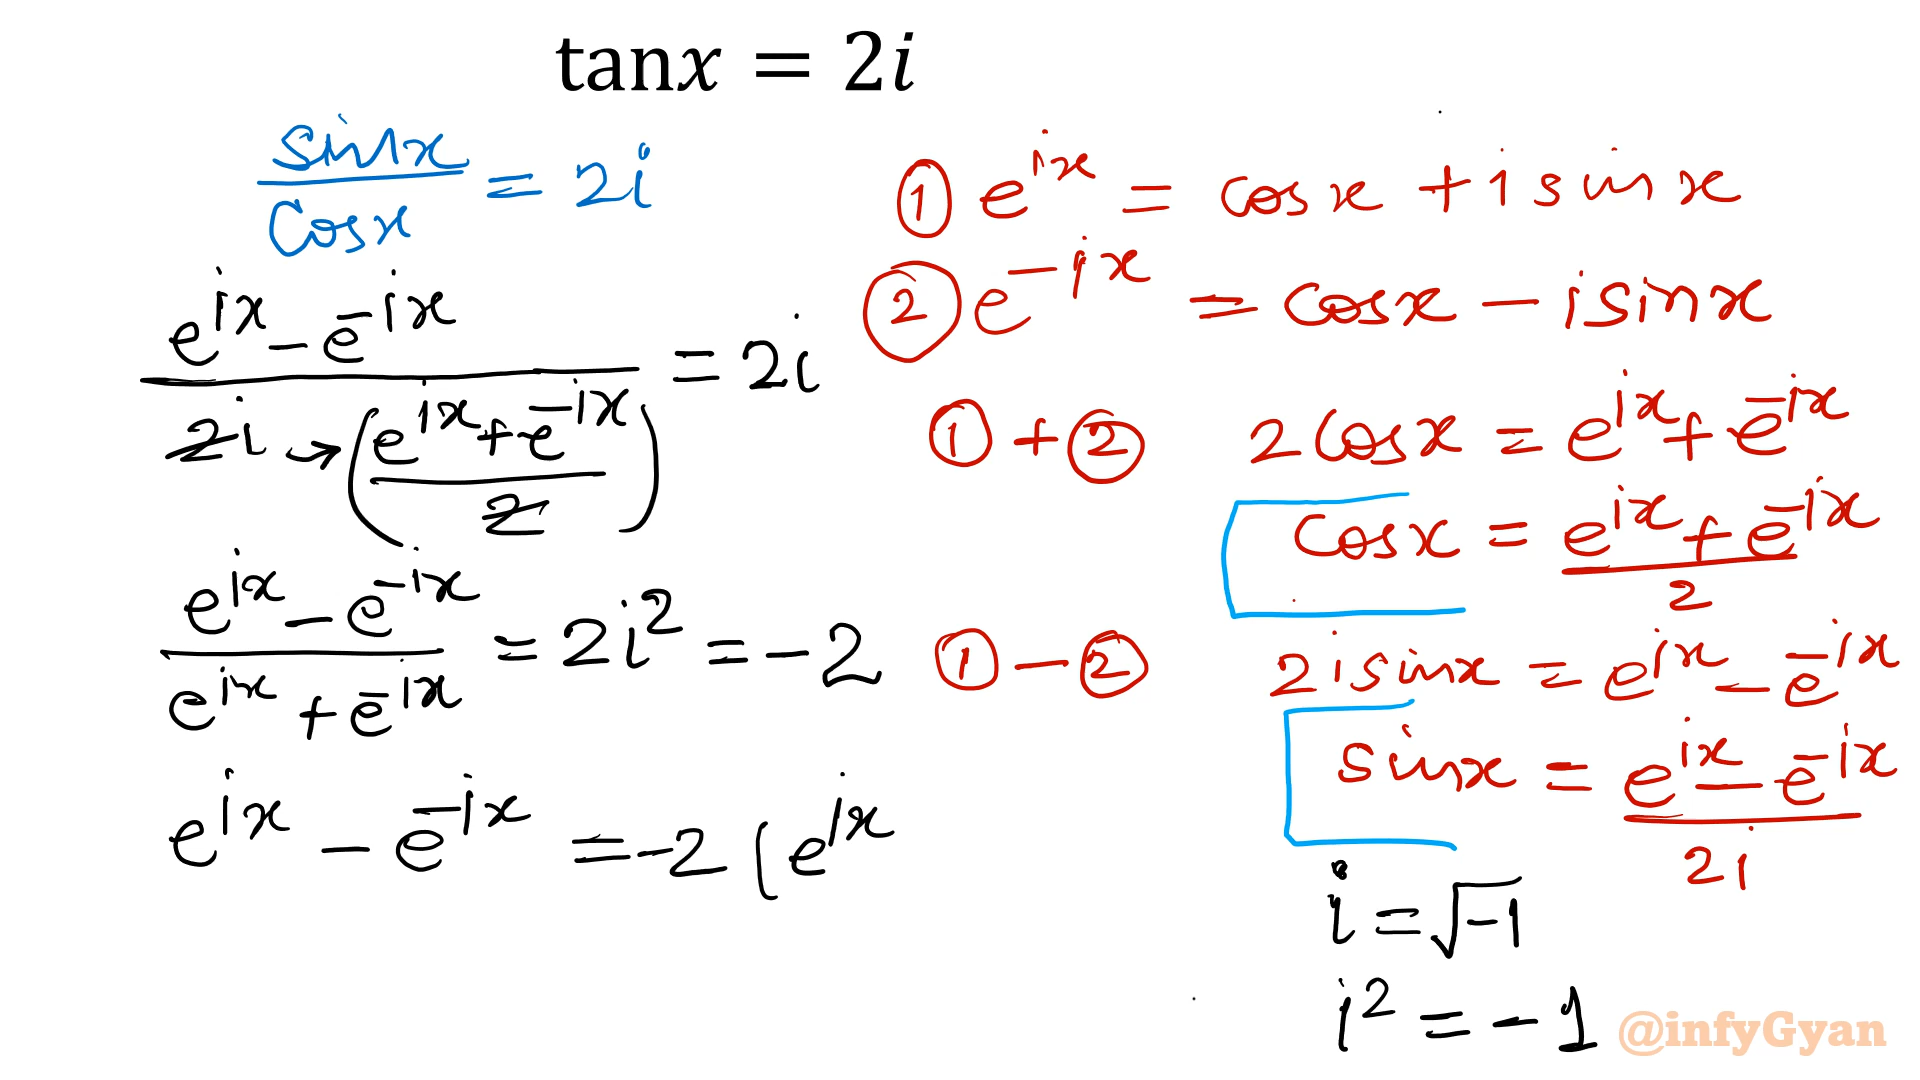 tanx = 2i
sinx/cosx = 2i
(e^ix - e^-ix)/(2i → ((e^ix + e^-ix)/2)) = 2i
(e^ix - e^-ix)/(e^ix + e^-ix) = 2i² = -2
e^ix - e^-ix = -2 (e^ix
① e^ix = cosx + i sinx
② e^-ix = cosx - i sinx
① + ② 2cosx = e^ix + e^-ix
cosx = (e^ix + e^-ix)/2
① - ② 2i sinx = e^ix - e^-ix
sinx = (e^ix - e^-ix)/2i
i = √-1
i² = -1
@infyGyan